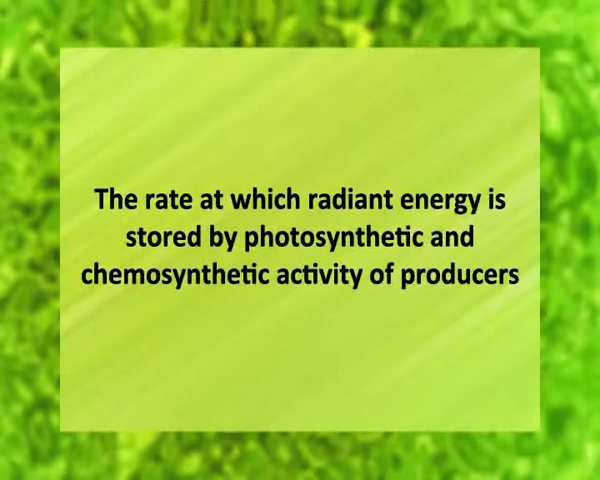 The rate at which radiant energy is
stored by photosynthetic and
chemosynthetic activity of producers